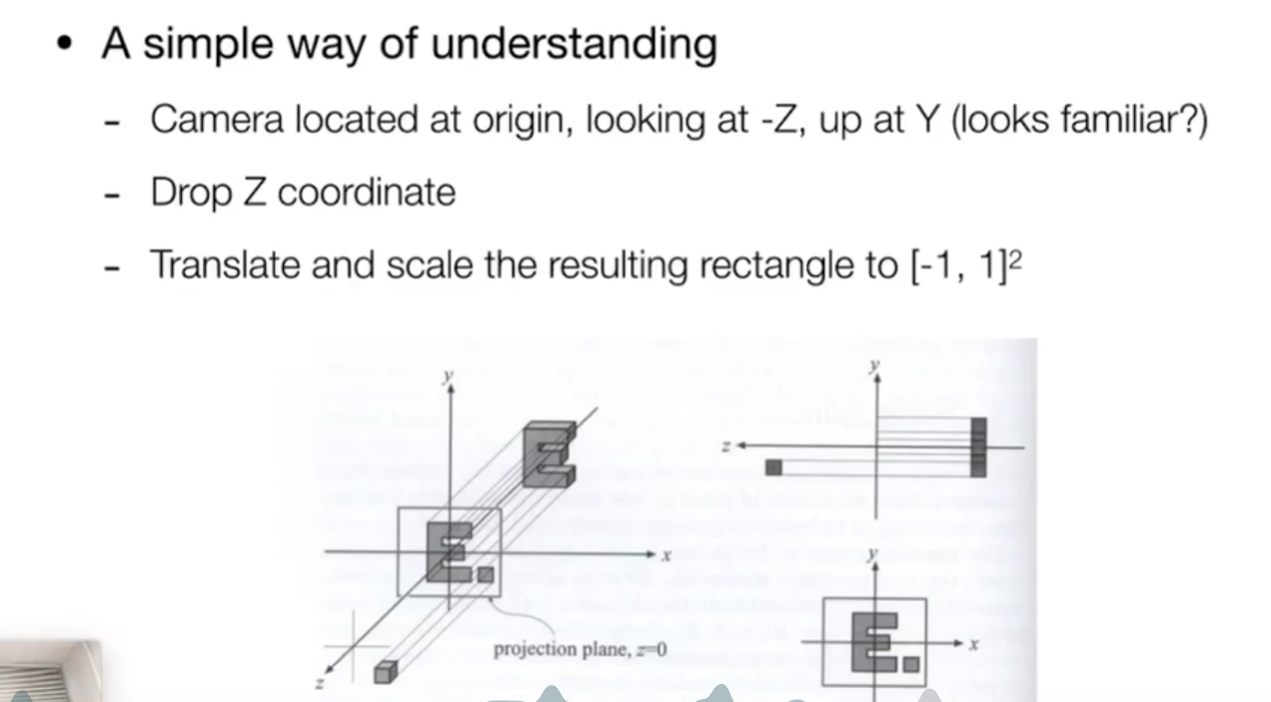 • A simple way of understanding
- Camera located at origin, looking at -Z, up at Y (looks familiar?)
- Drop Z coordinate
- Translate and scale the resulting rectangle to [-1, 1]²
y
x
z
projection plane, z=0
y
z
y
x